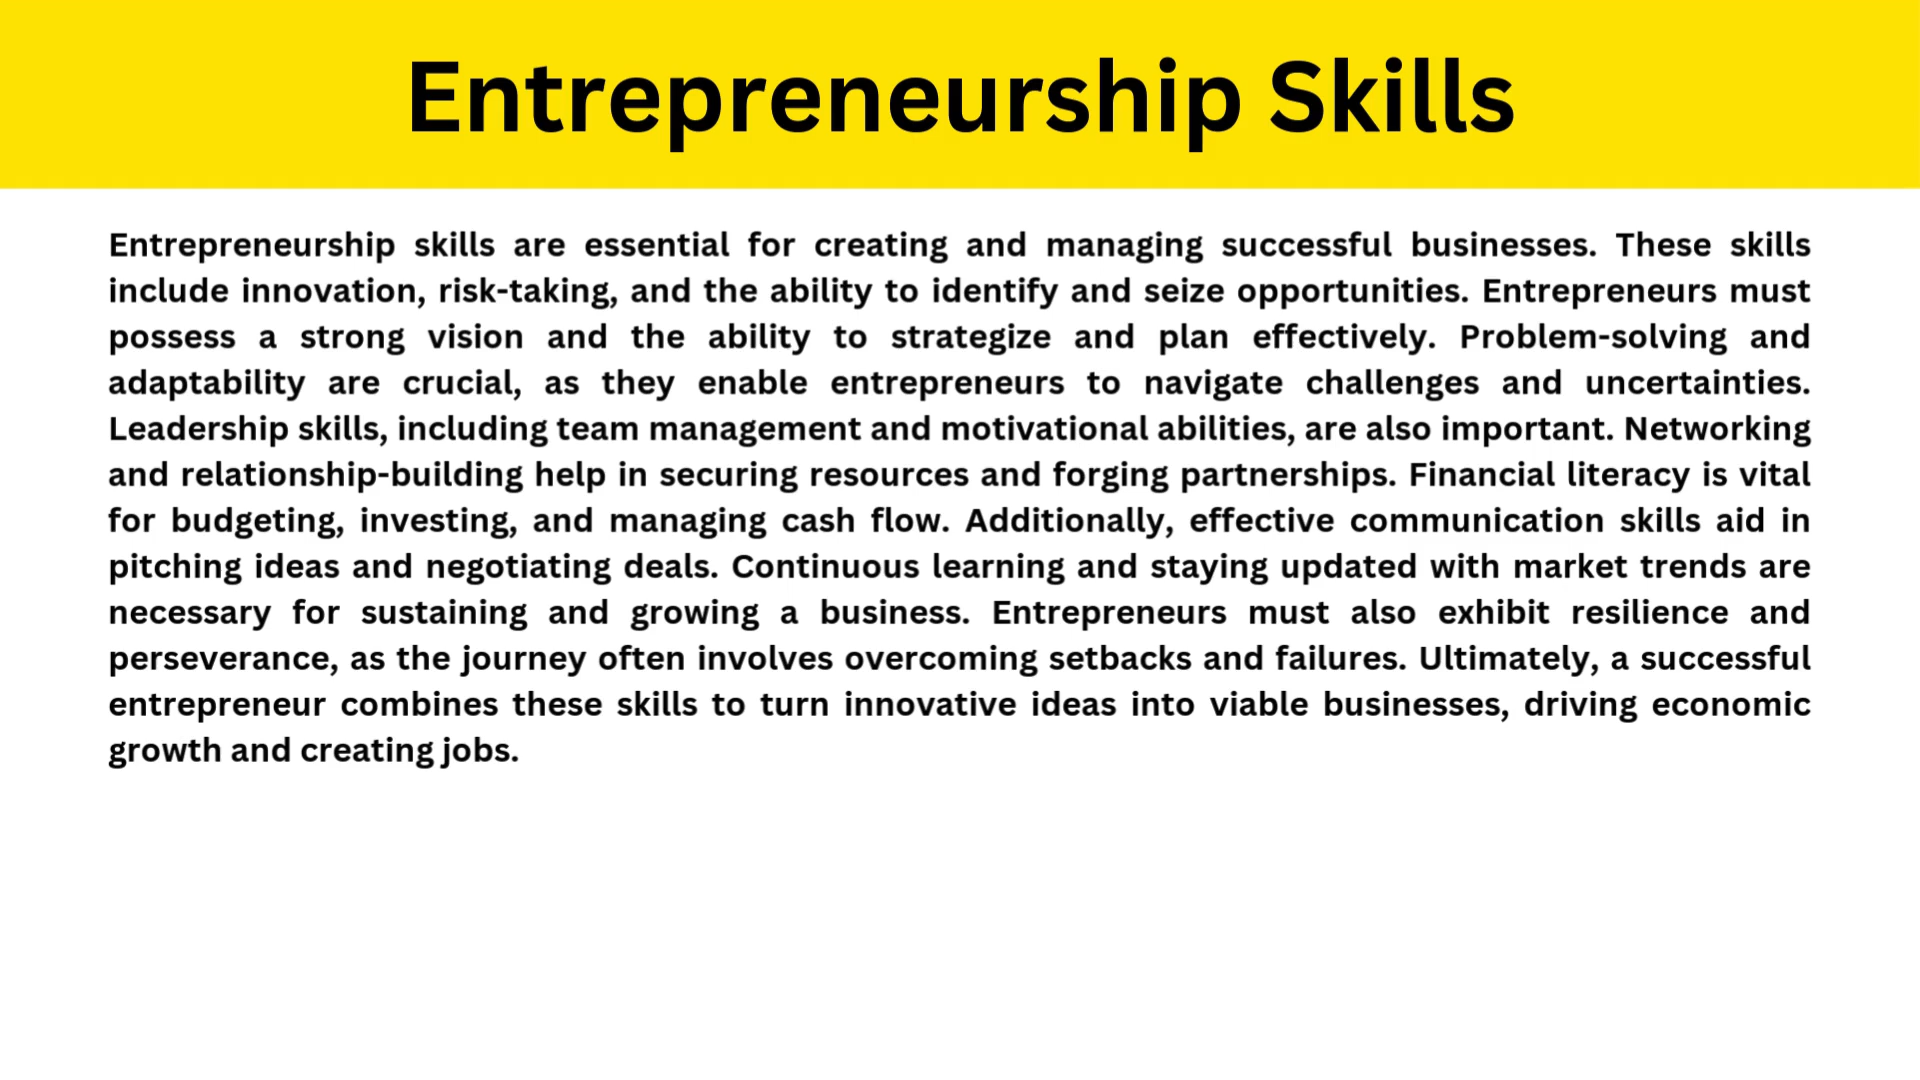 Entrepreneurship Skills
Entrepreneurship skills are essential for creating and managing successful businesses. These skills
include innovation, risk-taking, and the ability to identify and seize opportunities. Entrepreneurs must
possess a strong vision and the ability to strategize and plan effectively. Problem-solving and
adaptability are crucial, as they enable entrepreneurs to navigate challenges and uncertainties.
Leadership skills, including team management and motivational abilities, are also important. Networking
and relationship-building help in securing resources and forging partnerships. Financial literacy is vital
for budgeting, investing, and managing cash flow. Additionally, effective communication skills aid in
pitching ideas and negotiating deals. Continuous learning and staying updated with market trends are
necessary for sustaining and growing a business. Entrepreneurs must also exhibit resilience and
perseverance, as the journey often involves overcoming setbacks and failures. Ultimately, a successful
entrepreneur combines these skills to turn innovative ideas into viable businesses, driving economic
growth and creating jobs.